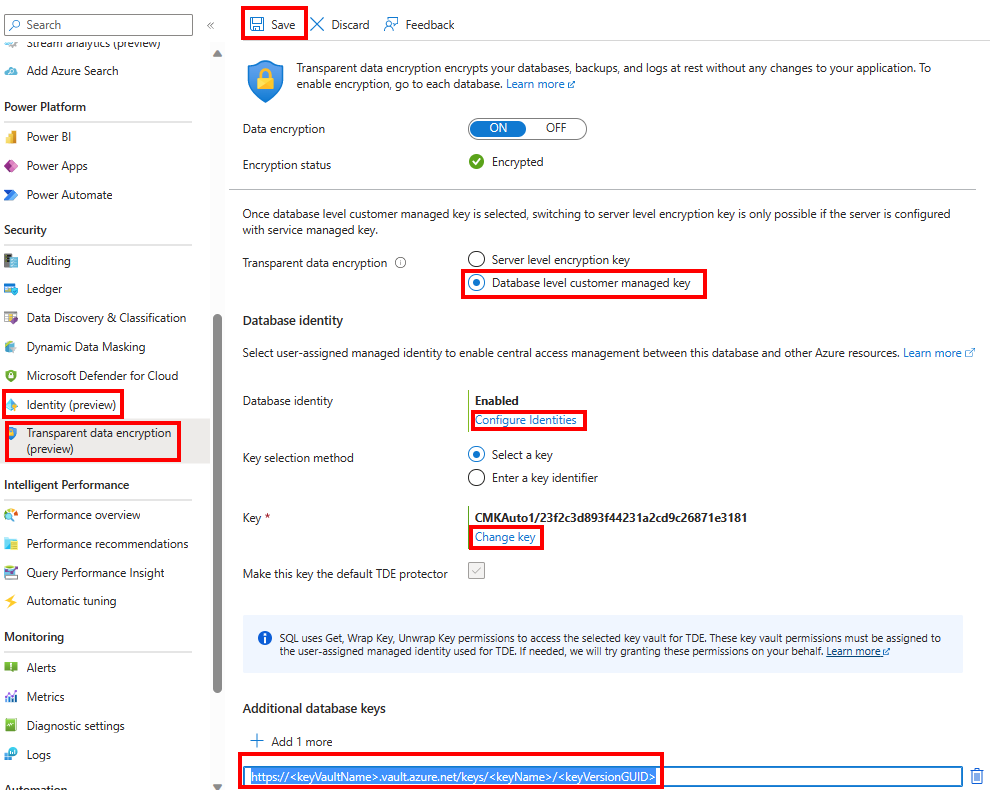 Search
«
Stream analytics (preview)
Add Azure Search
Power Platform
Power BI
Power Apps
Power Automate
Security
Auditing
Ledger
Data Discovery & Classification
Dynamic Data Masking
Microsoft Defender for Cloud
Identity (preview)
Transparent data encryption
(preview)
Intelligent Performance
Performance overview
Performance recommendations
Query Performance Insight
Automatic tuning
Monitoring
Alerts
Metrics
Diagnostic settings
Logs
Automation
Save Discard Feedback
Transparent data encryption encrypts your databases, backups, and logs at rest without any changes to your application. To
enable encryption, go to each database. Learn more
Data encryption ON OFF
Encryption status Encrypted
Once database level customer managed key is selected, switching to server level encryption key is only possible if the server is configured
with service managed key.
Transparent data encryption Server level encryption key
Database level customer managed key
Database identity
Select user-assigned managed identity to enable central access management between this database and other Azure resources. Learn more
Database identity Enabled
Configure Identities
Key selection method Select a key
Enter a key identifier
Key * CMKAuto1/23f2c3d893f44231a2cd9c26871e3181
Change key
Make this key the default TDE protector
SQL uses Get, Wrap Key, Unwrap Key permissions to access the selected key vault for TDE. These key vault permissions must be assigned to
the user-assigned managed identity used for TDE. If needed, we will try granting these permissions on your behalf. Learn more
Additional database keys
Add 1 more
https://<keyVaultName>.vault.azure.net/keys/<keyName>/<keyVersionGUID>